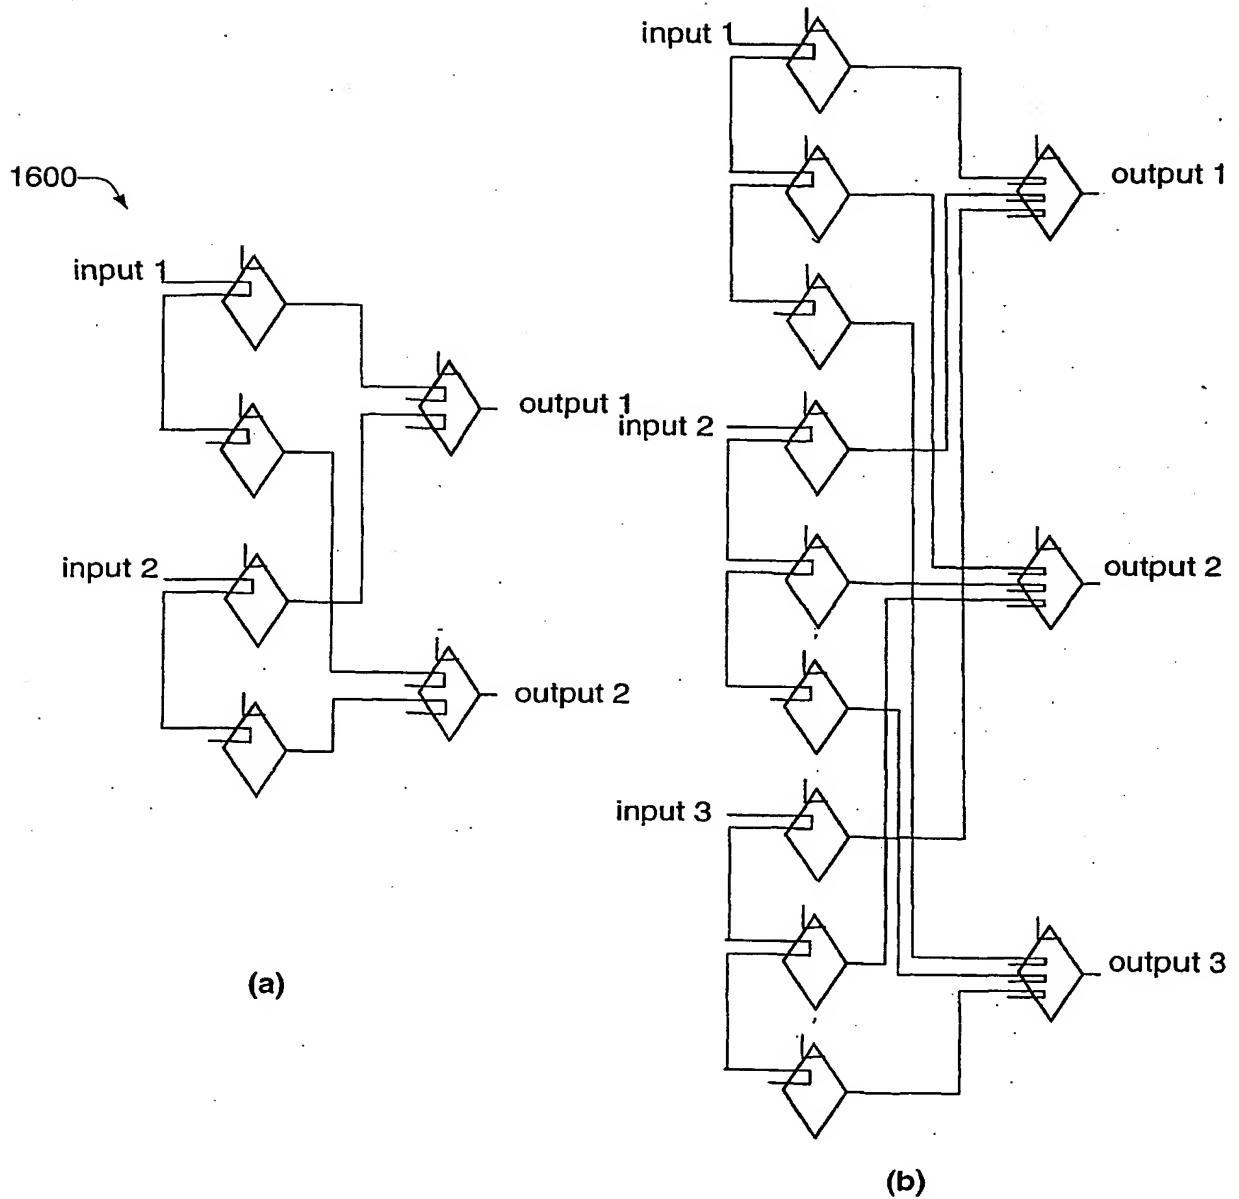 1600
input 1
output 1
input 2
output 2
(a)
input 1
output 1
input 2
output 2
input 3
output 3
(b)